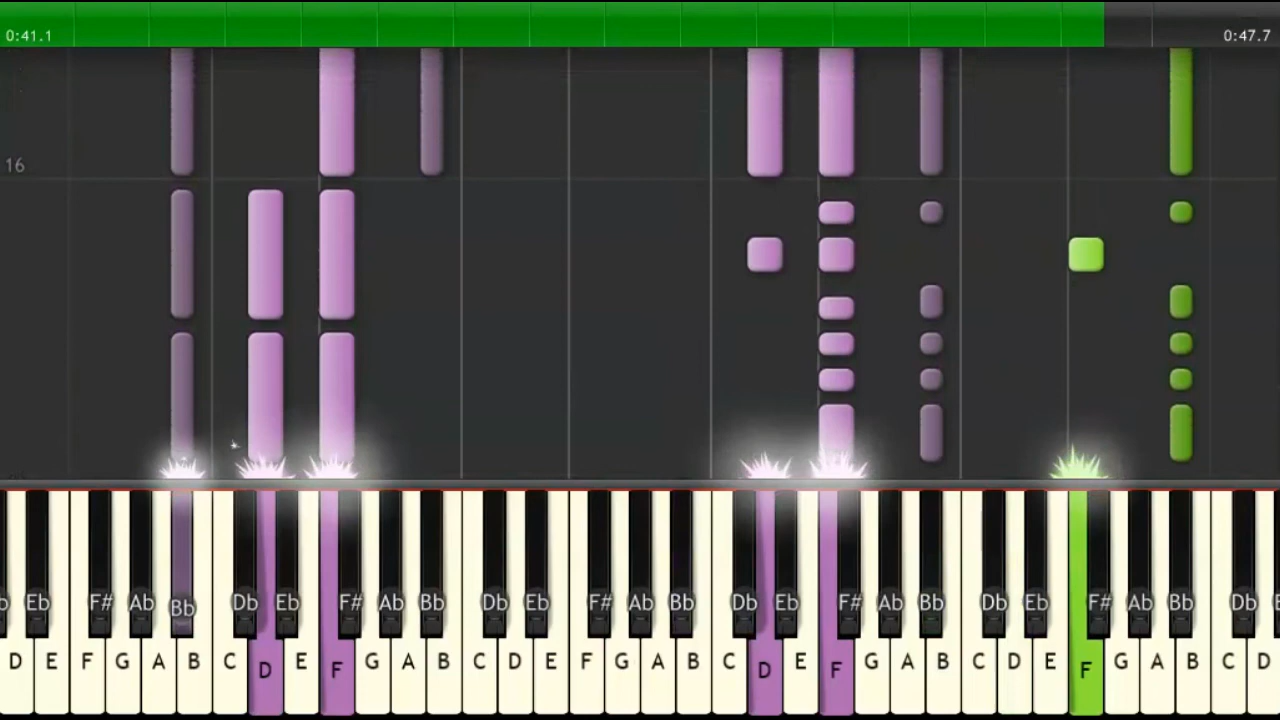 0:41.1 0:47.7
16
b Eb F# Ab Bb Db Eb F# Ab Bb Db Eb F# Ab Bb Db Eb F# Ab Bb Db Eb F# Ab Bb Db
D E F G A B C D E F G A B C D E F G A B C D E F G A B C D E F G A B C D